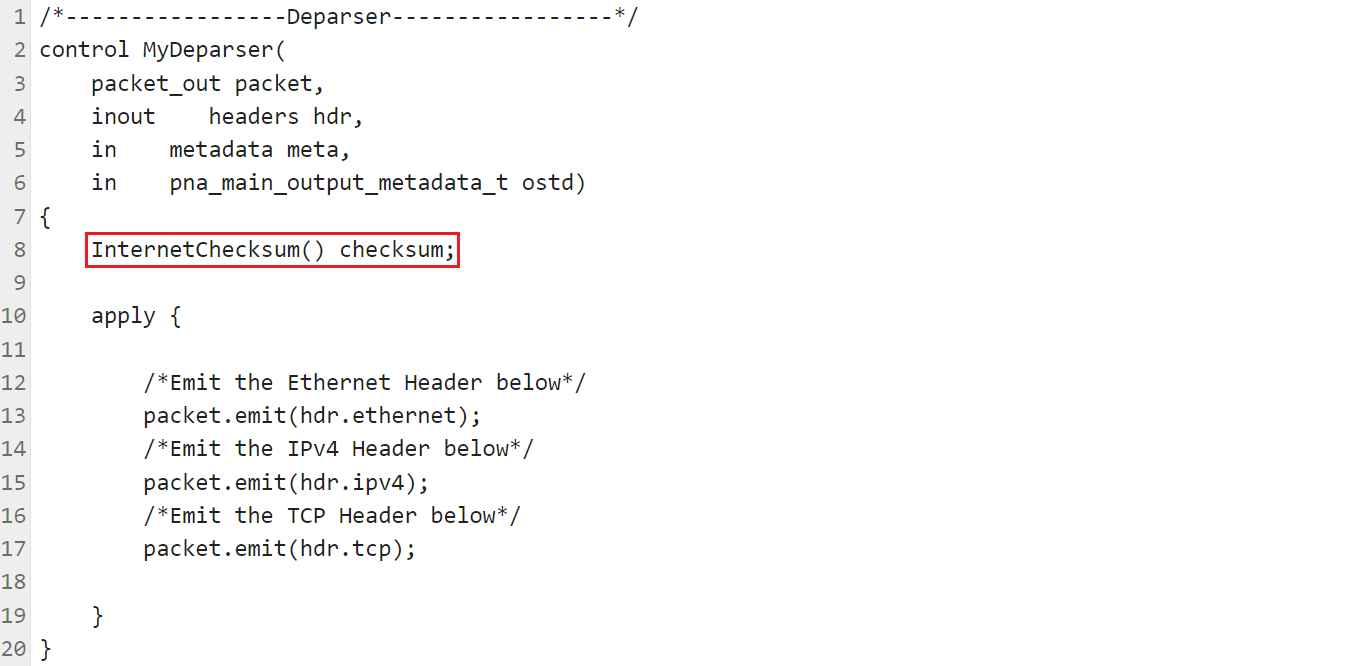 1 /*-----------------Deparser-----------------*/
2 control MyDeparser(
3     packet_out packet,
4     inout    headers hdr,
5     in    metadata meta,
6     in    pna_main_output_metadata_t ostd)
7 {
8     InternetChecksum() checksum;
9
10     apply {
11
12         /*Emit the Ethernet Header below*/
13         packet.emit(hdr.ethernet);
14         /*Emit the IPv4 Header below*/
15         packet.emit(hdr.ipv4);
16         /*Emit the TCP Header below*/
17         packet.emit(hdr.tcp);
18
19     }
20 }